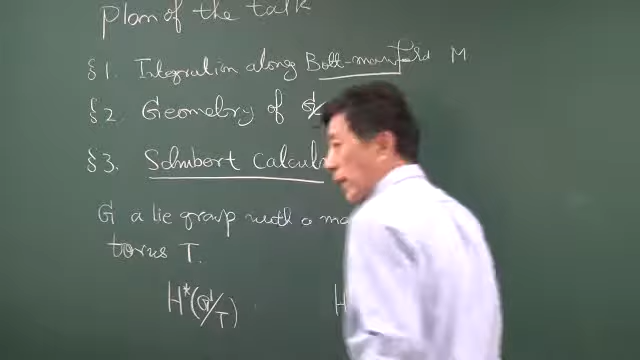 Plan of the talk
§1. Integration along Bott-manifold M
§2. Geometry of G/
§3. Schubert Calcul
G a lie group with a ma
torus T.
H*(G/T) H